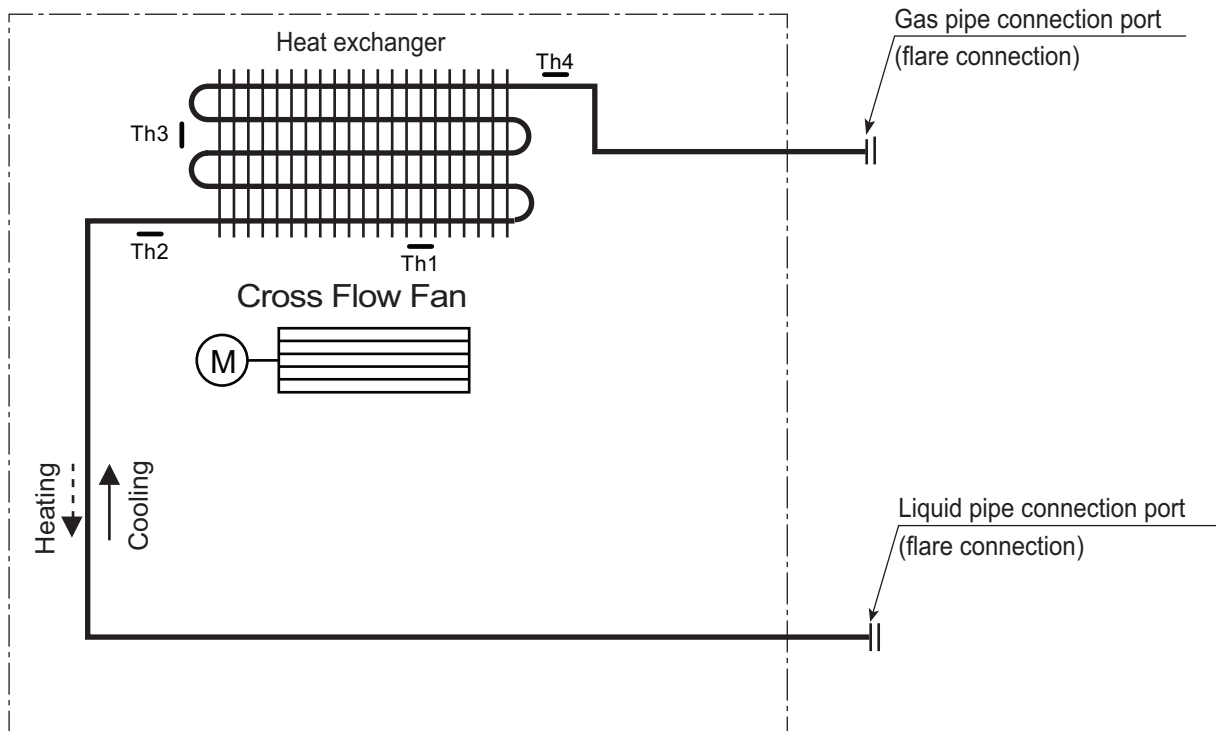 Gas pipe connection port
(flare connection)
Heat exchanger
Th4
Th3
Th2
Th1
Cross Flow Fan
M
Heating
Cooling
Liquid pipe connection port
(flare connection)